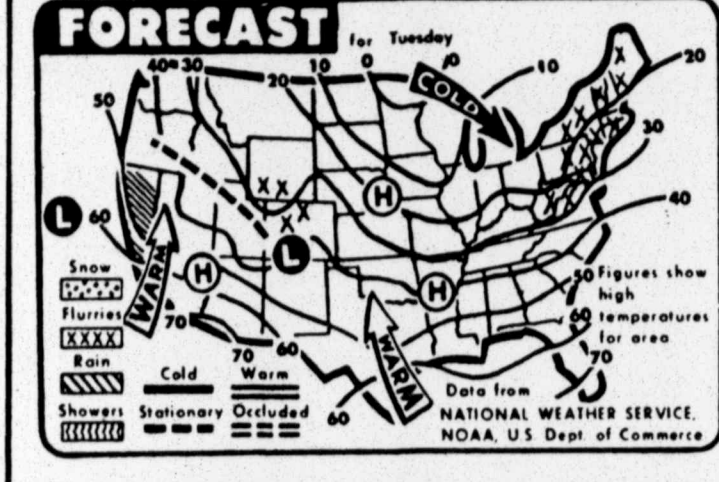 FORECAST
for Tuesday
40 30 20 10 0 10 20
COLD
50
30
H
40
L
60
WARM
H
L
H
Snow
Flurries
XXXX
Rain
Showers
70
70 60
Cold Warm
Stationary Occluded
60
WARM
50 Figures show
high
60 temperatures
for area
70
Data from
NATIONAL WEATHER SERVICE,
NOAA, U.S. Dept. of Commerce